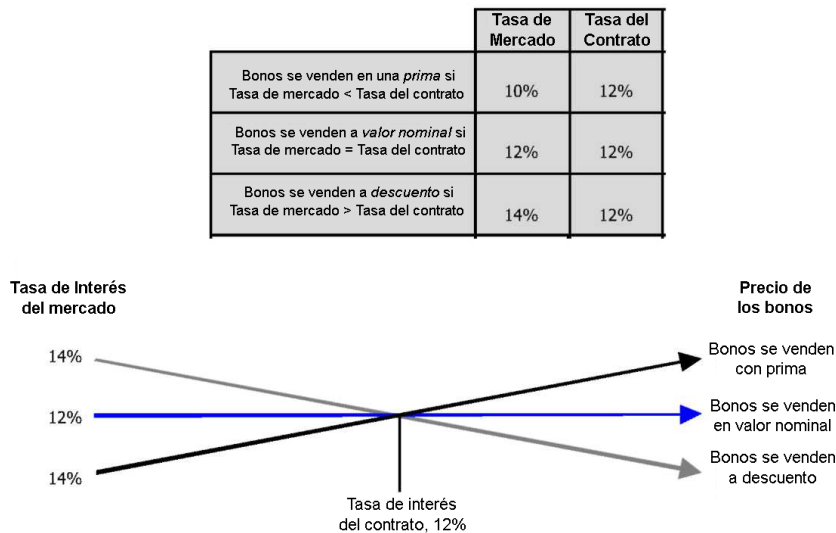 Tasa de Mercado
Tasa del Contrato
Bonos se venden en una prima si
Tasa de mercado < Tasa del contrato
10%
12%
Bonos se venden a valor nominal si
Tasa de mercado = Tasa del contrato
12%
12%
Bonos se venden a descuento si
Tasa de mercado > Tasa del contrato
14%
12%
Tasa de Interés
del mercado
Precio de
los bonos
14%
Bonos se venden
con prima
12%
Bonos se venden
en valor nominal
14%
Bonos se venden
a descuento
Tasa de interés
del contrato, 12%